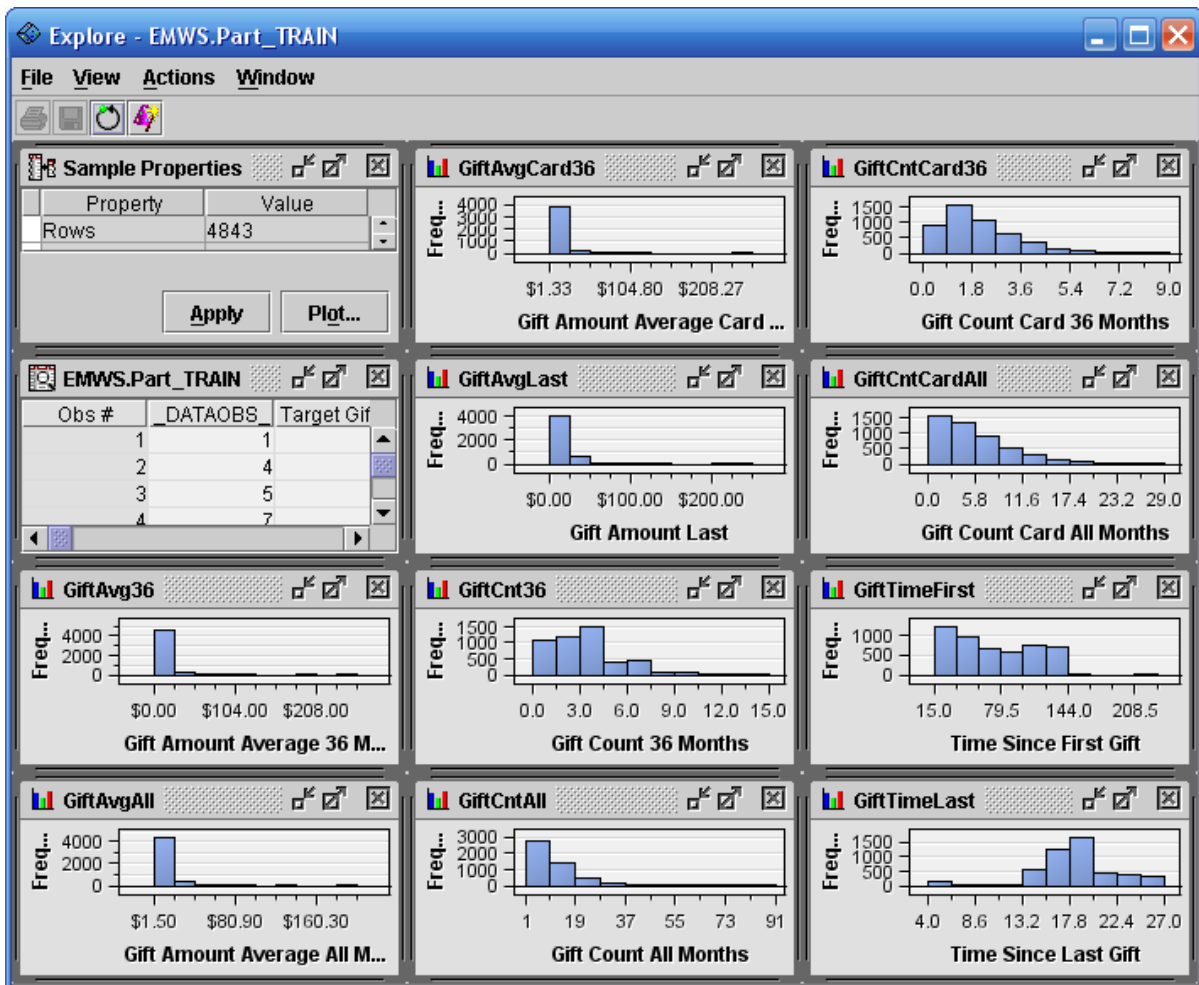 Explore - EMWS.Part_TRAIN
File View Actions Window
Sample Properties
Property Value
Rows 4843
Apply Plot...
GiftAvgCard36
Freq...
4000
3000
2000
1000
0
$1.33 $104.80 $208.27
Gift Amount Average Card ...
GiftCntCard36
Freq...
1500
1000
500
0
0.0 1.8 3.6 5.4 7.2 9.0
Gift Count Card 36 Months
EMWS.Part_TRAIN
Obs # _DATAOBS_ Target Gif
1 1
2 4
3 5
4 7
GiftAvgLast
Freq...
4000
2000
0
$0.00 $100.00 $200.00
Gift Amount Last
GiftCntCardAll
Freq...
1500
1000
500
0
0.0 5.8 11.6 17.4 23.2 29.0
Gift Count Card All Months
GiftAvg36
Freq...
4000
2000
0
$0.00 $104.00 $208.00
Gift Amount Average 36 M...
GiftCnt36
Freq...
1500
1000
500
0
0.0 3.0 6.0 9.0 12.0 15.0
Gift Count 36 Months
GiftTimeFirst
Freq...
1000
500
0
15.0 79.5 144.0 208.5
Time Since First Gift
GiftAvgAll
Freq...
4000
2000
0
$1.50 $80.90 $160.30
Gift Amount Average All M...
GiftCntAll
Freq...
3000
2000
1000
0
1 19 37 55 73 91
Gift Count All Months
GiftTimeLast
Freq...
1500
1000
500
0
4.0 8.6 13.2 17.8 22.4 27.0
Time Since Last Gift